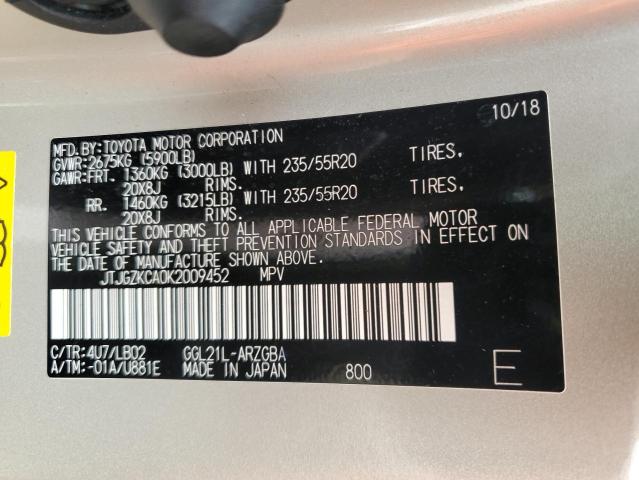 10/18
MFD.BY:TOYOTA MOTOR CORPORATION
GVWR:2675KG (5900LB)
GAWR:FRT. 1360KG (3000LB) WITH 235/55R20 TIRES,
20X8J RIMS.
RR. 1460KG (3215LB) WITH 235/55R20 TIRES,
20X8J RIMS.
THIS VEHICLE CONFORMS TO ALL APPLICABLE FEDERAL MOTOR
VEHICLE SAFETY AND THEFT PREVENTION STANDARDS IN EFFECT ON
THE DATE OF MANUFACTURE SHOWN ABOVE.
JTJGZKCA0K2009452 MPV
C/TR:4U7/LB02 GGL21L-ARZGBA
A/TM:-01A/U881E MADE IN JAPAN 800 E